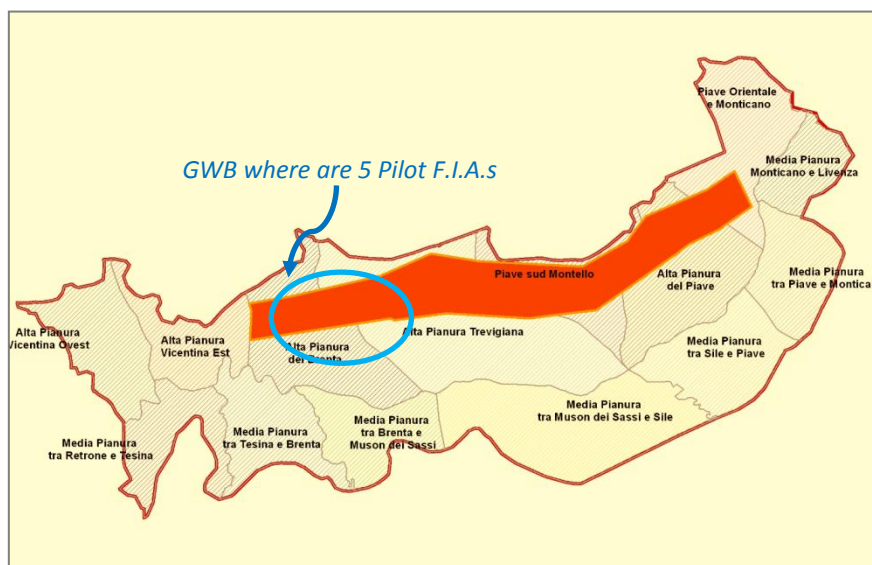 Piave Orientale
e Monticano
GWB where are 5 Pilot F.I.A.s
Media Pianura
Monticano e Livenza
Piave sud Montello
Alta Pianura
del Piave
Media Pianura
tra Piave e Montica
Alta Pianura
Vicentina Ovest
Alta Pianura
Vicentina Est
Alta Pianura
del Brenta
Alta Pianura Trevigiana
Media Pianura
tra Sile e Piave
Media Pianura
tra Retrone e Tesina
Media Pianura
tra Tesina e Brenta
Media Pianura
tra Brenta e
Muson dei Sassi
Media Pianura
tra Muson dei Sassi e Sile